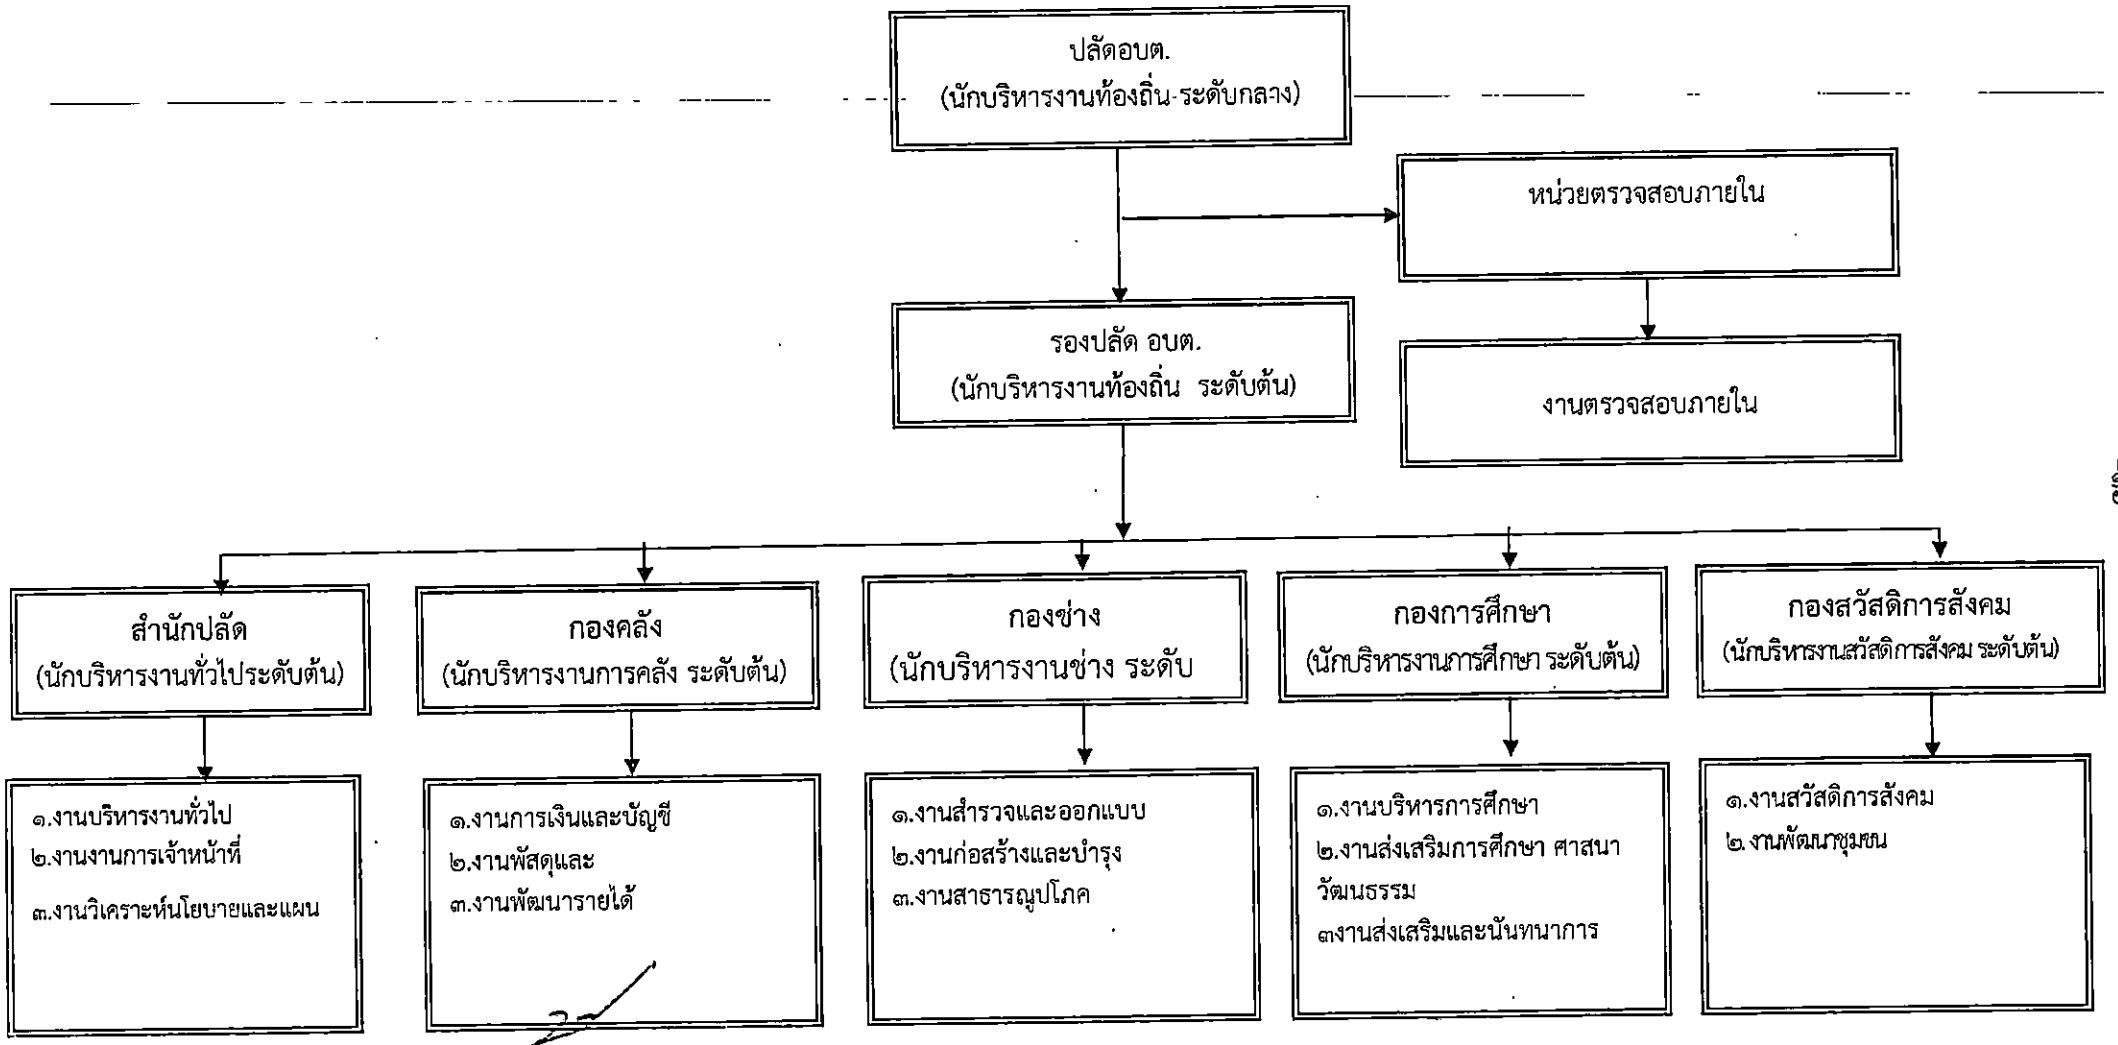 ปลัดอบต.
(นักบริหารงานท้องถิ่น-ระดับกลาง)
หน่วยตรวจสอบภายใน
รองปลัด อบต.
(นักบริหารงานท้องถิ่น ระดับต้น)
งานตรวจสอบภายใน
สำนักปลัด
(นักบริหารงานทั่วไประดับต้น)
กองคลัง
(นักบริหารงานการคลัง ระดับต้น)
กองช่าง
(นักบริหารงานช่าง ระดับ
กองการศึกษา
(นักบริหารงานการศึกษา ระดับต้น)
กองสวัสดิการสังคม
(นักบริหารงานสวัสดิการสังคม ระดับต้น)
๑.งานบริหารงานทั่วไป
๒.งานงานการเจ้าหน้าที่
๓.งานวิเคราะห์นโยบายและแผน
๑.งานการเงินและบัญชี
๒.งานพัสดุและ
๓.งานพัฒนารายได้
๑.งานสำรวจและออกแบบ
๒.งานก่อสร้างและบำรุง
๓.งานสาธารณูปโภค
๑.งานบริหารการศึกษา
๒.งานส่งเสริมการศึกษา ศาสนา
วัฒนธรรม
๓งานส่งเสริมและนันทนาการ
๑.งานสวัสดิการสังคม
๒. งานพัฒนาชุมชน